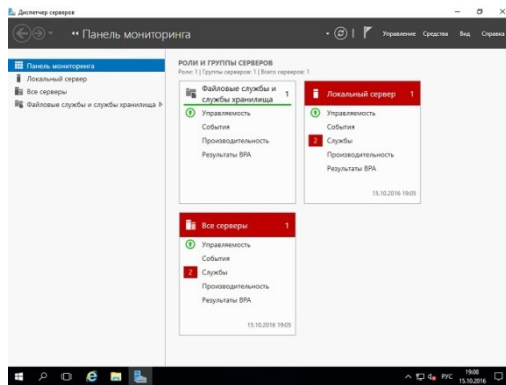 Диспетчер серверов
Панель мониторинга
Управление Средства Вид Справка
Панель мониторинга
Локальный сервер
Все серверы
Файловые службы и службы хранилища
РОЛИ И ГРУППЫ СЕРВЕРОВ
Роли: 1 | Группы серверов: 1 | Всего серверов: 1
Файловые службы и службы хранилища 1
Управляемость
События
Производительность
Результаты BPA
Локальный сервер 1
Управляемость
События
2 Службы
Производительность
Результаты BPA
15.10.2016 19:05
Все серверы 1
Управляемость
События
2 Службы
Производительность
Результаты BPA
15.10.2016 19:05
РУС
19:08
15.10.2016